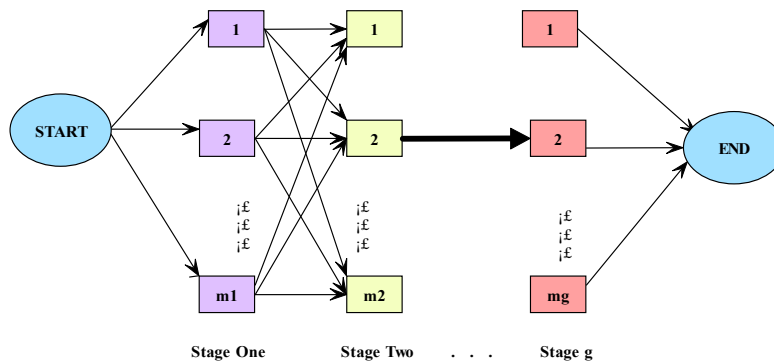 1 1 1
START 2 2 2 END
¡£ ¡£ ¡£
¡£ ¡£ ¡£
¡£ ¡£ ¡£
m1 m2 mg
Stage One Stage Two . . . Stage g